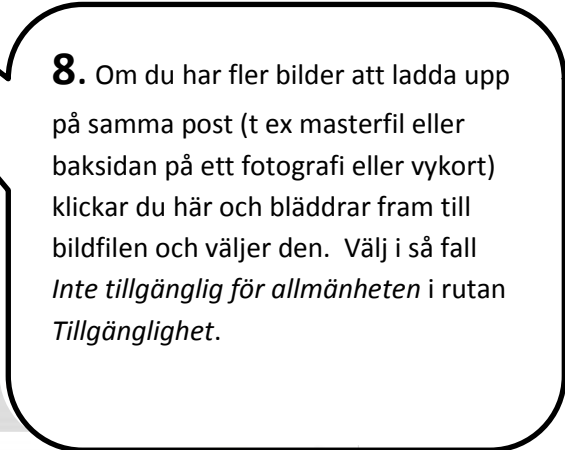 8. Om du har fler bilder att ladda upp
på samma post (t ex masterfil eller
baksidan på ett fotografi eller vykort)
klickar du här och bläddrar fram till
bildfilen och väljer den.  Välj i så fall
Inte tillgänglig för allmänheten i rutan
Tillgänglighet.